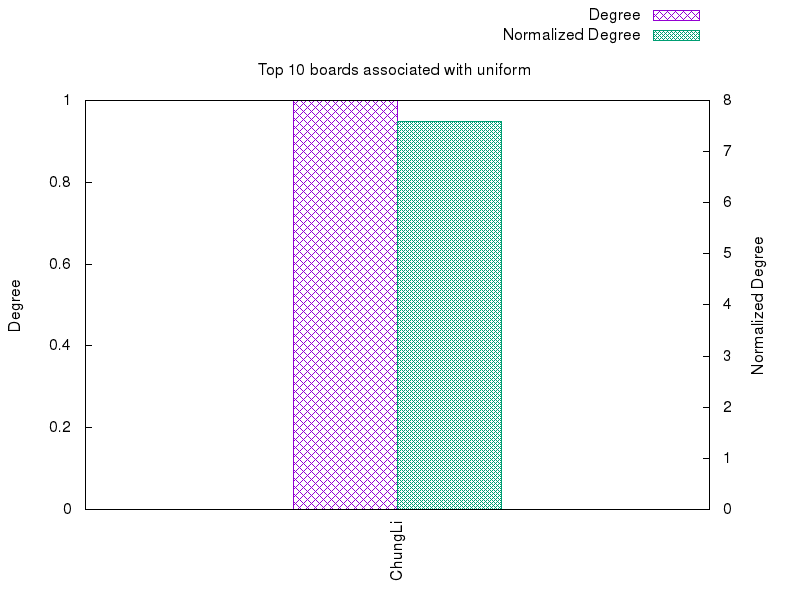 Degree
Normalized Degree
Top 10 boards associated with uniform
1
0.8
0.6
0.4
0.2
0
8
7
6
5
4
3
2
1
0
Degree
Normalized Degree
ChungLi